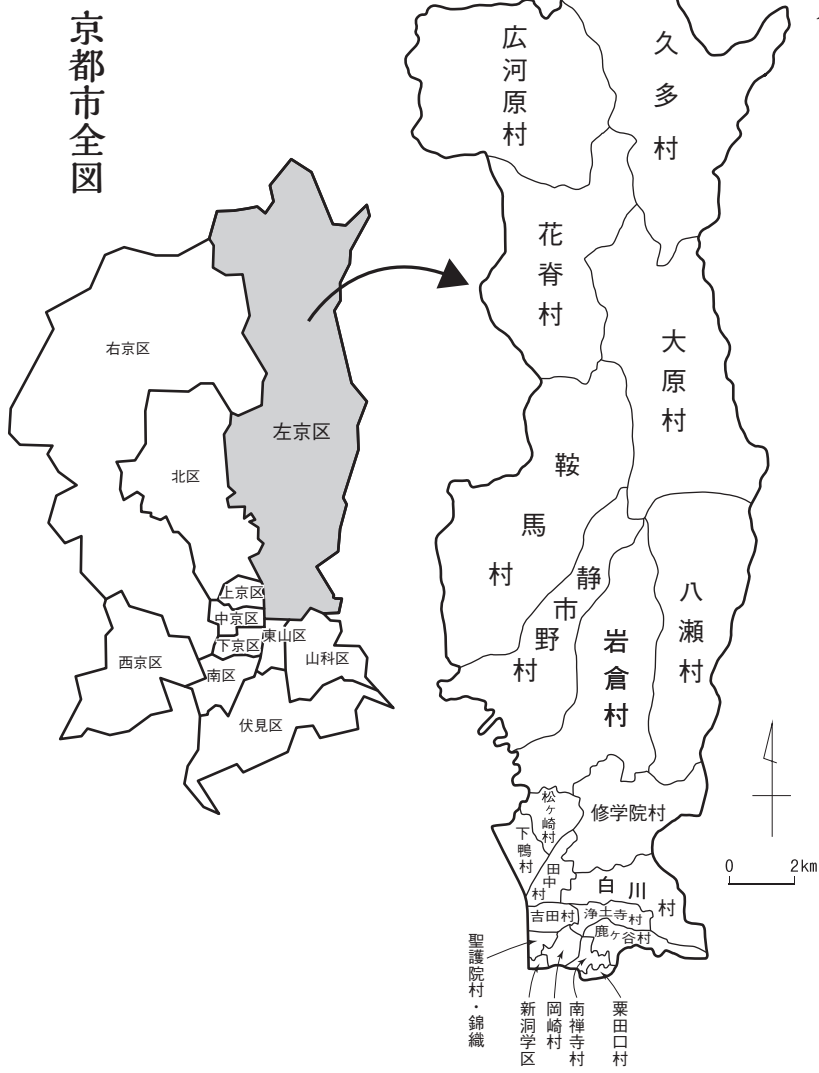 京都市全図
右京区
左京区
北区
上京区
中京区
下京区
東山区
山科区
西京区
南区
伏見区
広河原村
久多村
花脊村
大原村
鞍馬村
静市野村
岩倉村
八瀬村
松ヶ崎村
修学院村
下鴨村
田中村
白川村
吉田村
浄土寺村
鹿ヶ谷村
聖護院村・錦織
新洞学区
岡崎村
南禅寺村
粟田口村
0 2km